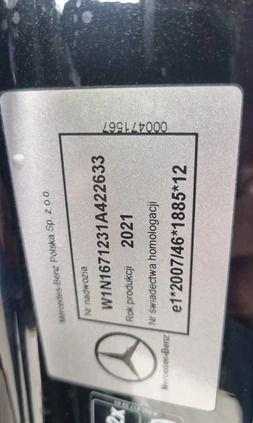 Mercedes-Benz Polska Sp. z o.o.
Nr nadwozia
W1N1671231A422633
Rok produkcji 2021
Nr świadectwa homologacji
e1*2007/46*1885*12
Mercedes-Benz
000471567